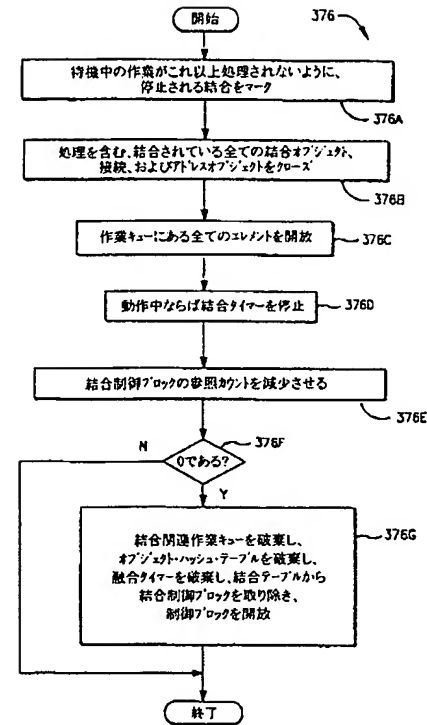 開始
376
待機中の作業がこれ以上処理されないように、
停止される結合をマーク
376A
処理を含む、結合されている全ての結合オブジェクト、
接続、およびアドレスオブジェクトをクローズ
376B
作業キューにある全てのエレメントを開放
376C
動作中ならば結合タイマーを停止
376D
結合制御ブロックの参照カウントを減少させる
376E
376F
N
0である?
Y
結合関連作業キューを破棄し、
オブジェクト・ハッシュ・テーブルを破棄し、
融合タイマーを破棄し、結合テーブルから
結合制御ブロックを取り除き、
制御ブロックを開放
376G
終了